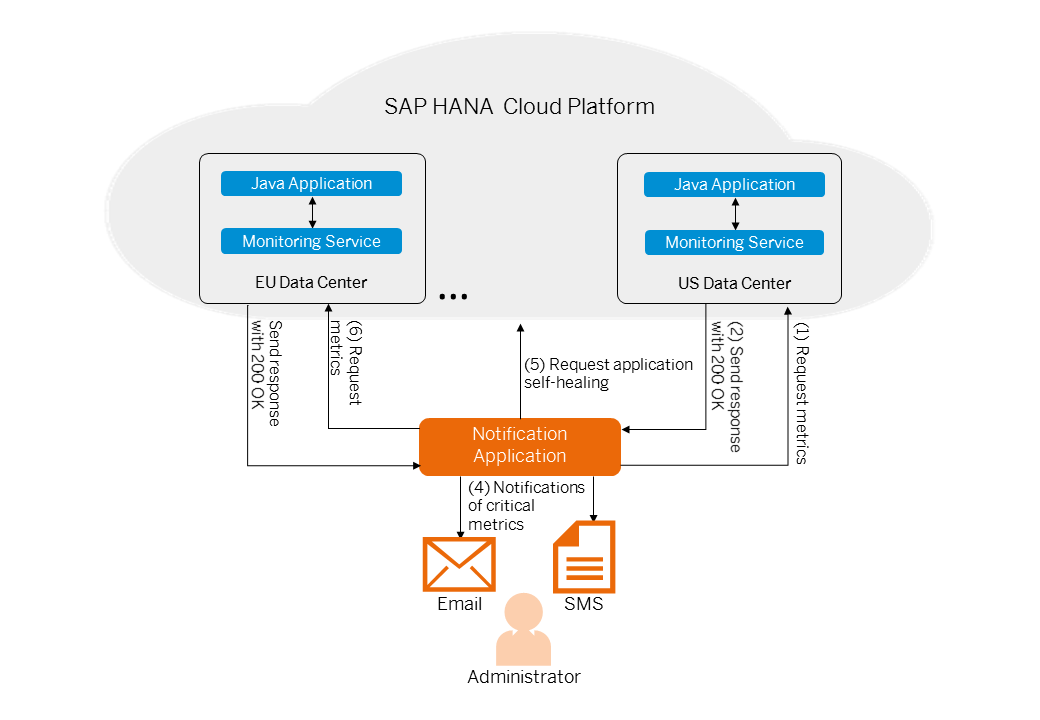 SAP HANA Cloud Platform
Java Application
Monitoring Service
EU Data Center
...
Java Application
Monitoring Service
US Data Center
Send response
with 200 OK
(6) Request
metrics
(5) Request application
self-healing
(2) Send response
with 200 OK
(1) Request metrics
Notification
Application
(4) Notifications
of critical
metrics
Email
SMS
Administrator